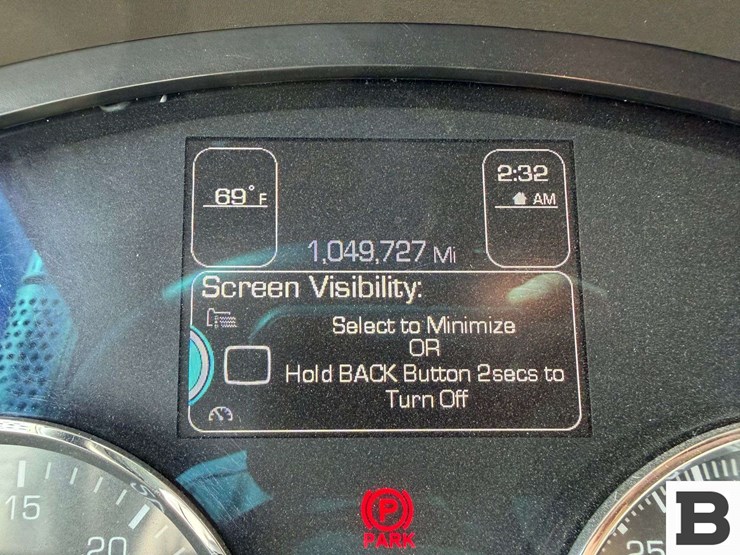 69° F
2:32
AM
1,049,727 Mi
Screen Visibility:
Select to Minimize
OR
Hold BACK Button 2secs to
Turn Off
15
20
25
P
PARK
B